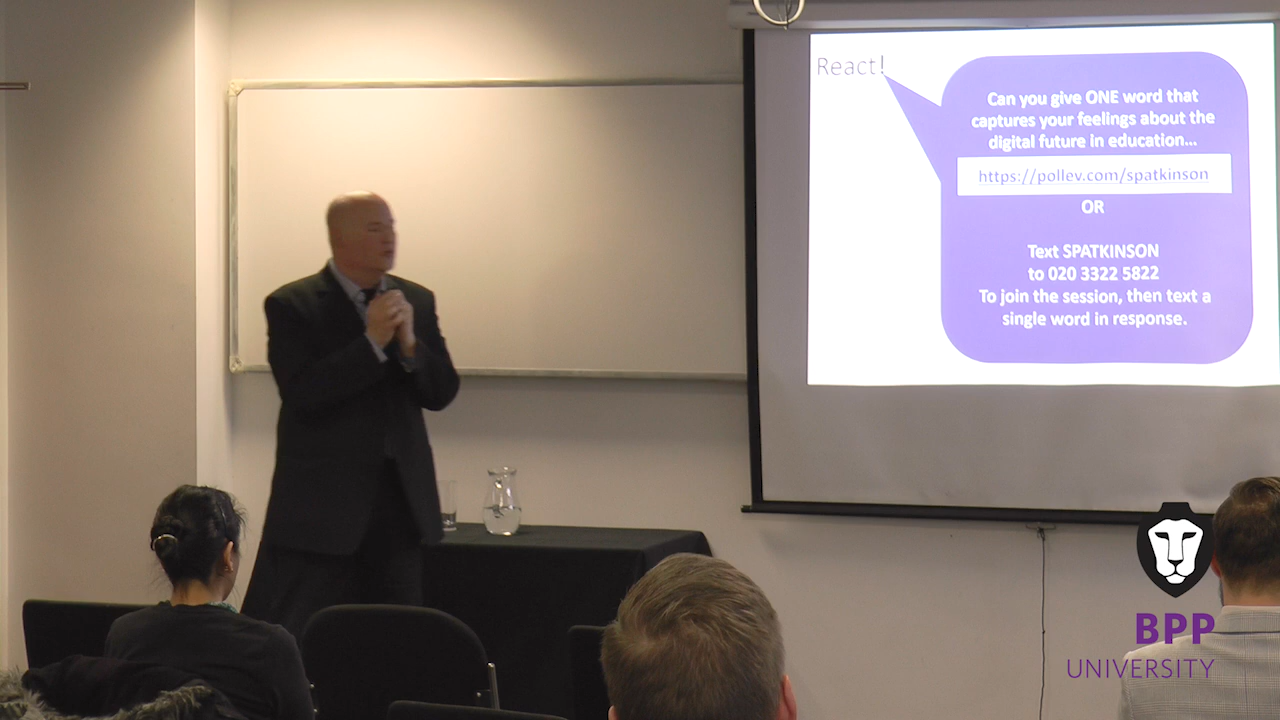 React!
Can you give ONE word that
captures your feelings about the
digital future in education...
https://pollev.com/spatkinson
OR
Text SPATKINSON
to 020 3322 5822
To join the session, then text a
single word in response.
BPP
UNIVERSITY